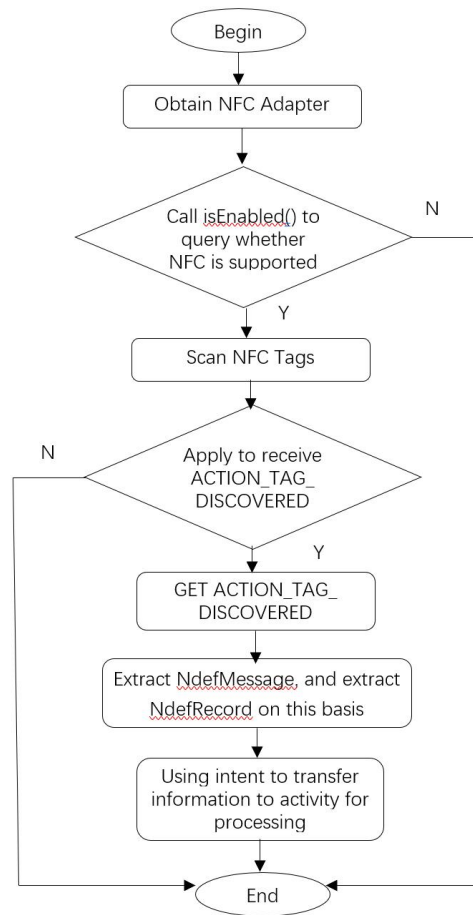 Begin
Obtain NFC Adapter
Call isEnabled() to
query whether
NFC is supported
N
Y
Scan NFC Tags
N
Apply to receive
ACTION_TAG_
DISCOVERED
Y
GET ACTION_TAG_
DISCOVERED
Extract NdefMessage, and extract
NdefRecord on this basis
Using intent to transfer
information to activity for
processing
End